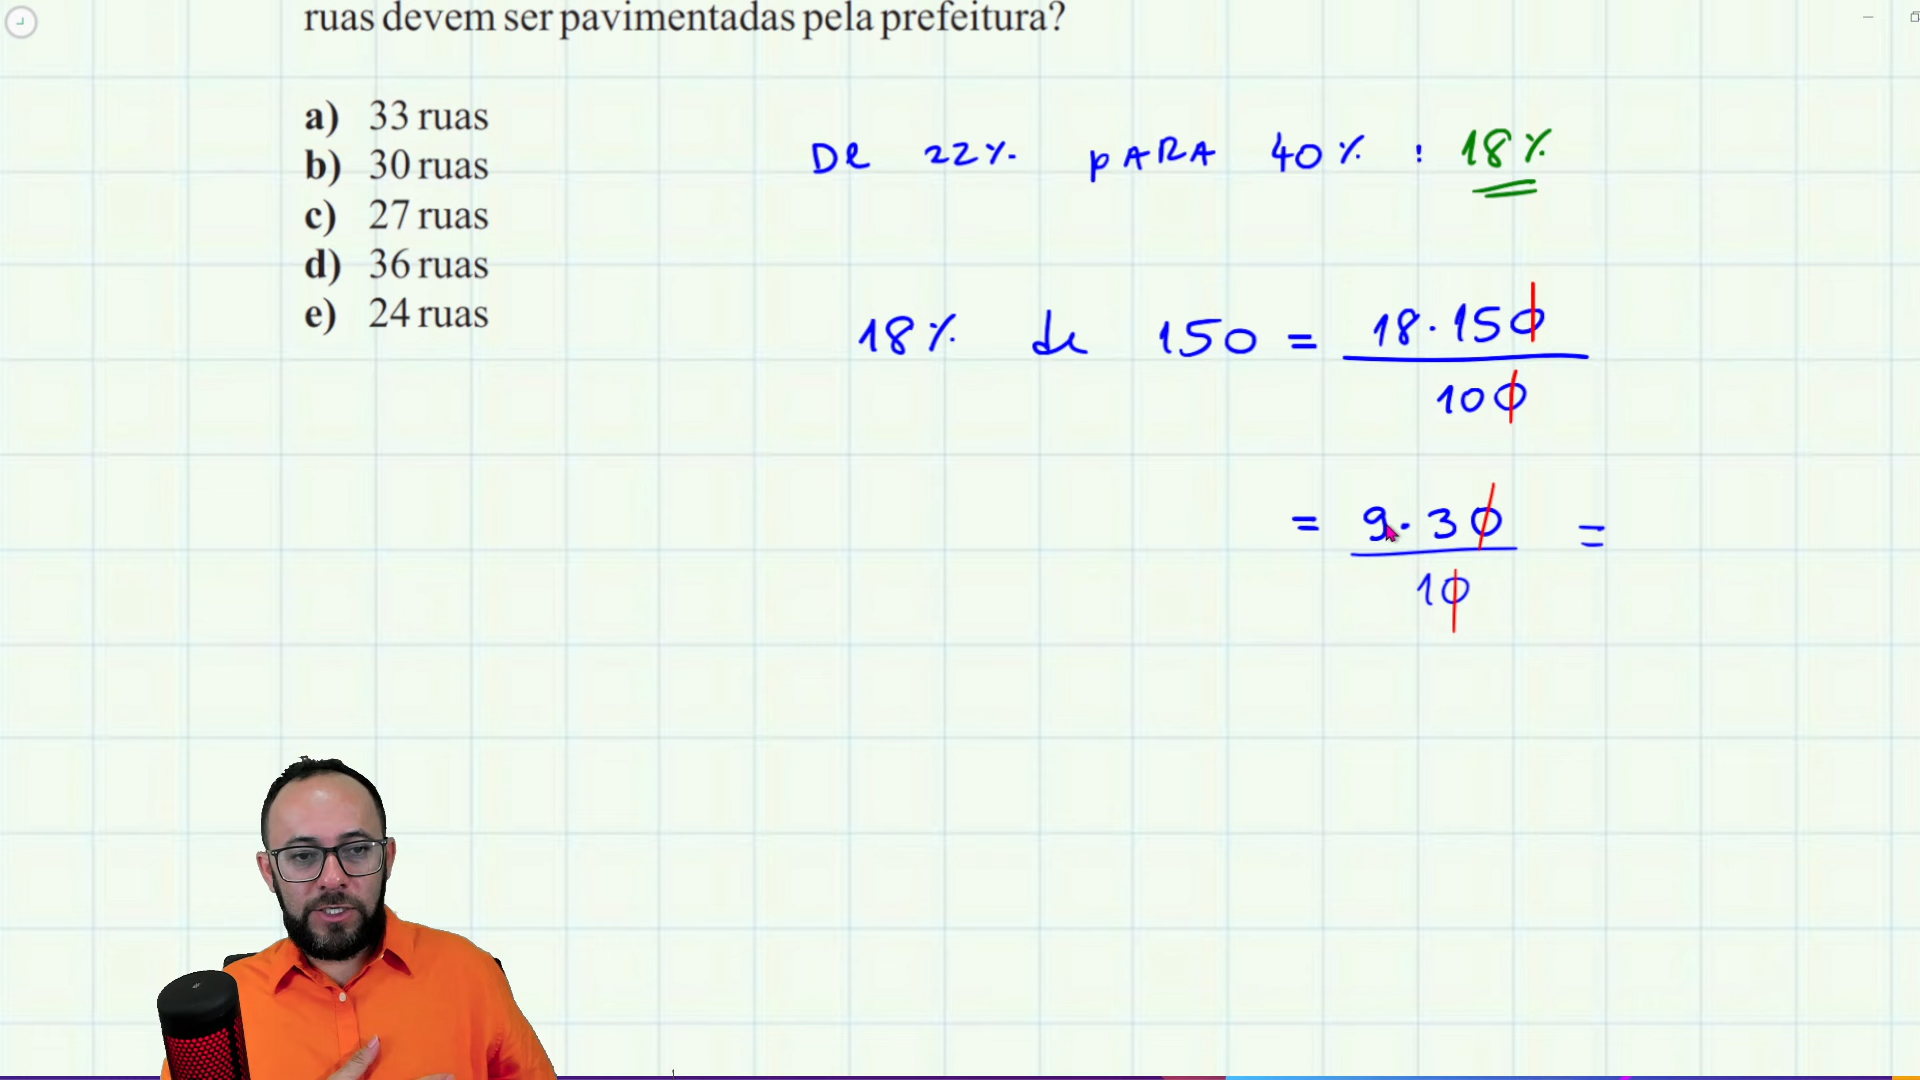 ruas devem ser pavimentadas pela prefeitura?
a) 33 ruas
b) 30 ruas
c) 27 ruas
d) 36 ruas
e) 24 ruas
De 22% PARA 40% : 18%
18% de 150 = 18·150
100
= 9·30 =
10